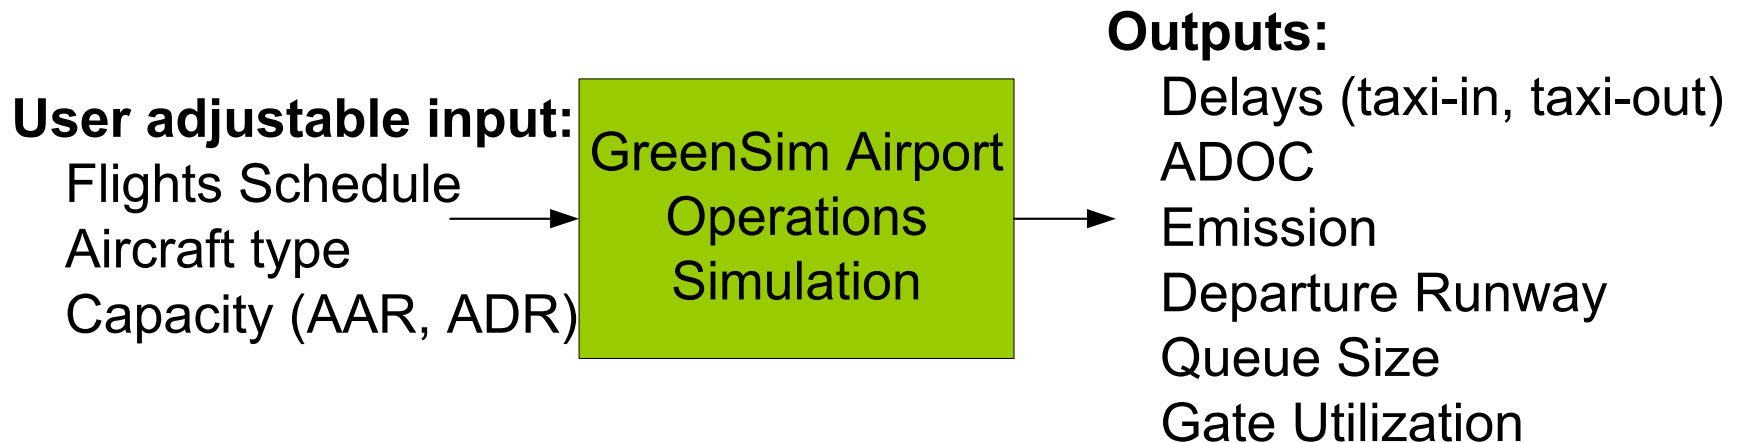 User adjustable input:
Flights Schedule
Aircraft type
Capacity (AAR, ADR)
GreenSim Airport
Operations
Simulation
Outputs:
Delays (taxi-in, taxi-out)
ADOC
Emission
Departure Runway
Queue Size
Gate Utilization